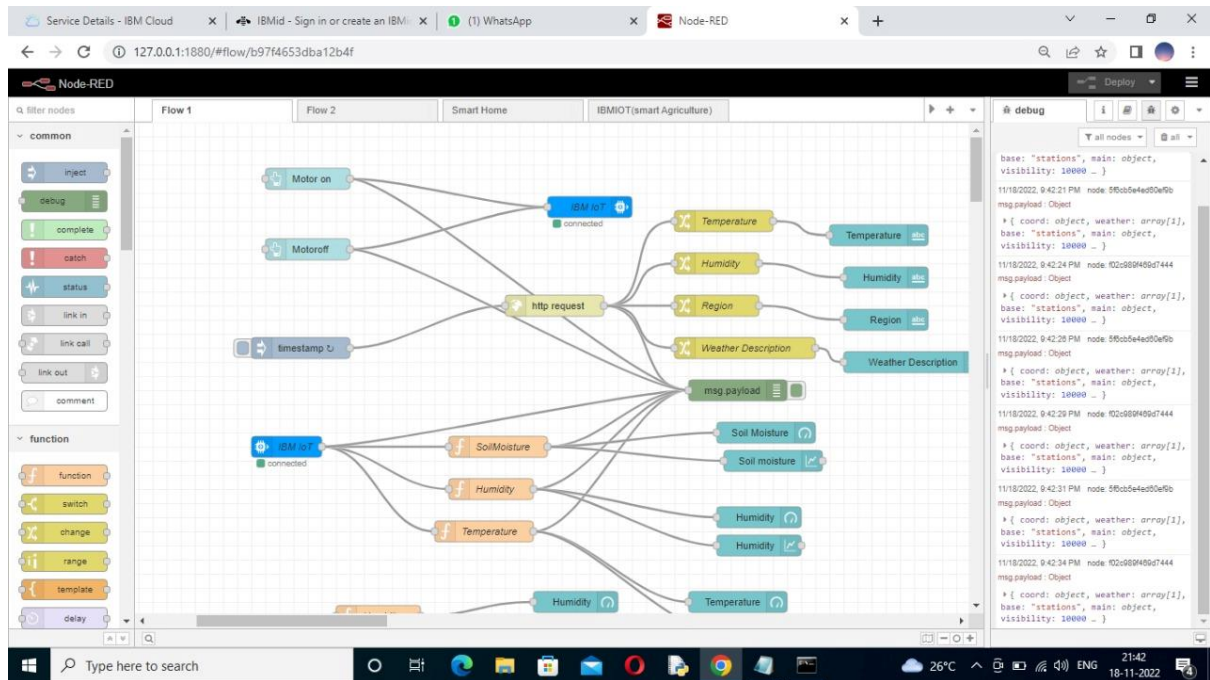 Service Details - IBM Cloud
IBMid - Sign in or create an IBMi
(1) WhatsApp
Node-RED
127.0.0.1:1880/#flow/b97f4653dba12b4f
Node-RED
Deploy
filter nodes
Flow 1
Flow 2
Smart Home
IBMIOT(smart Agriculture)
debug
i
all nodes
all
common
inject
debug
complete
catch
status
link in
link call
link out
comment
function
function
switch
change
range
template
delay
Motor on
IBM IoT
connected
Motoroff
Temperature
Temperature abc
Humidity
Humidity abc
http request
Region
Region abc
timestamp ↻
Weather Description
Weather Description
msg.payload
IBM IoT
connected
SoilMoisture
Soil Moisture
Soil moisture
Humidity
Humidity
Humidity
Temperature
Humidity
Temperature
base: "stations", main: object,
visibility: 10000 … }
11/18/2022, 9:42:21 PM node: 5f6cb5e4ed60ef9b
msg.payload : Object
{ coord: object, weather: array[1],
base: "stations", main: object,
visibility: 10000 … }
11/18/2022, 9:42:24 PM node: f02c989f469d7444
msg.payload : Object
{ coord: object, weather: array[1],
base: "stations", main: object,
visibility: 10000 … }
11/18/2022, 9:42:26 PM node: 5f6cb5e4ed60ef9b
msg.payload : Object
{ coord: object, weather: array[1],
base: "stations", main: object,
visibility: 10000 … }
11/18/2022, 9:42:29 PM node: f02c989f469d7444
msg.payload : Object
{ coord: object, weather: array[1],
base: "stations", main: object,
visibility: 10000 … }
11/18/2022, 9:42:31 PM node: 5f6cb5e4ed60ef9b
msg.payload : Object
{ coord: object, weather: array[1],
base: "stations", main: object,
visibility: 10000 … }
11/18/2022, 9:42:34 PM node: f02c989f469d7444
msg.payload : Object
{ coord: object, weather: array[1],
base: "stations", main: object,
visibility: 10000 … }
Type here to search
26°C
ENG
21:42
18-11-2022